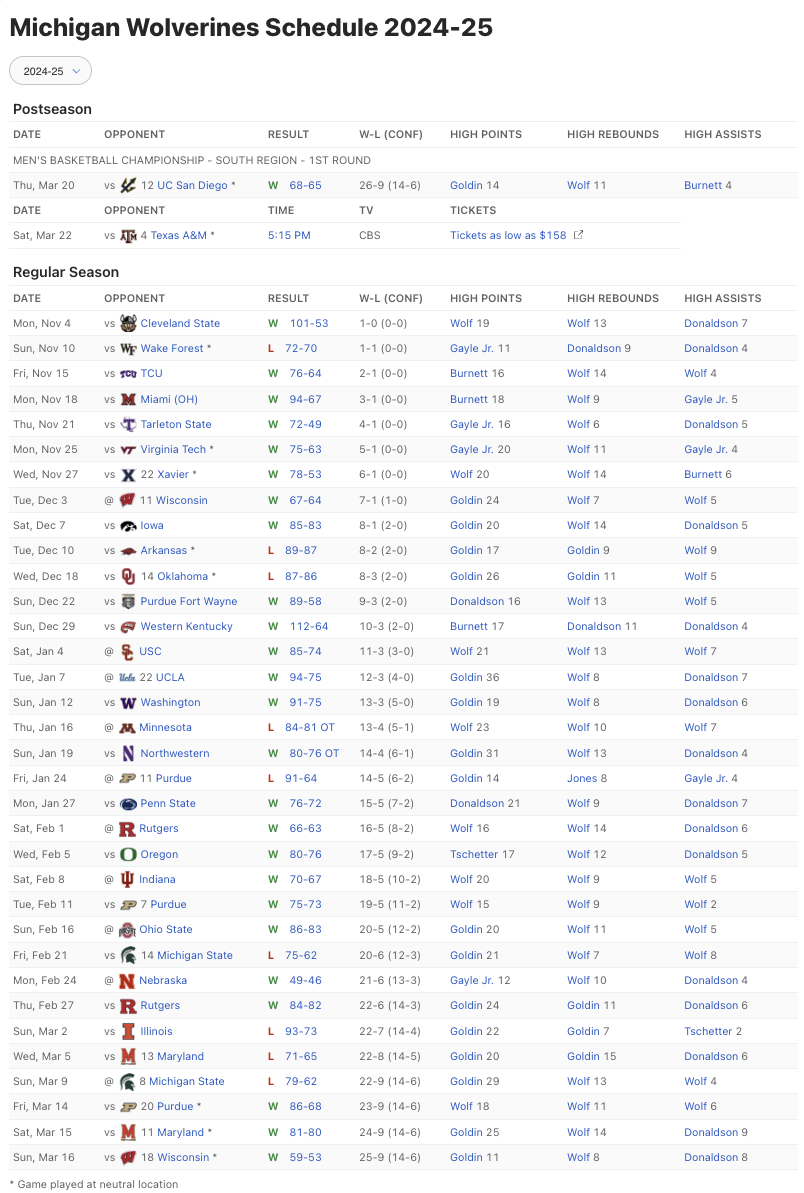 Michigan Wolverines Schedule 2024-25
2024-25
Postseason
DATE OPPONENT RESULT W-L (CONF) HIGH POINTS HIGH REBOUNDS HIGH ASSISTS
MEN'S BASKETBALL CHAMPIONSHIP - SOUTH REGION - 1ST ROUND
Thu, Mar 20 vs 12 UC San Diego * W 68-65 26-9 (14-6) Goldin 14 Wolf 11 Burnett 4
DATE OPPONENT TIME TV TICKETS
Sat, Mar 22 vs 4 Texas A&M * 5:15 PM CBS Tickets as low as $158
Regular Season
DATE OPPONENT RESULT W-L (CONF) HIGH POINTS HIGH REBOUNDS HIGH ASSISTS
Mon, Nov 4 vs Cleveland State W 101-53 1-0 (0-0) Wolf 19 Wolf 13 Donaldson 7
Sun, Nov 10 vs Wake Forest * L 72-70 1-1 (0-0) Gayle Jr. 11 Donaldson 9 Donaldson 4
Fri, Nov 15 vs TCU W 76-64 2-1 (0-0) Burnett 16 Wolf 14 Wolf 4
Mon, Nov 18 vs Miami (OH) W 94-67 3-1 (0-0) Burnett 18 Wolf 9 Gayle Jr. 5
Thu, Nov 21 vs Tarleton State W 72-49 4-1 (0-0) Gayle Jr. 16 Wolf 6 Donaldson 5
Mon, Nov 25 vs Virginia Tech * W 75-63 5-1 (0-0) Gayle Jr. 20 Wolf 11 Gayle Jr. 4
Wed, Nov 27 vs 22 Xavier * W 78-53 6-1 (0-0) Wolf 20 Wolf 14 Burnett 6
Tue, Dec 3 @ 11 Wisconsin W 67-64 7-1 (1-0) Goldin 24 Wolf 7 Wolf 5
Sat, Dec 7 vs Iowa W 85-83 8-1 (2-0) Goldin 20 Wolf 14 Donaldson 5
Tue, Dec 10 vs Arkansas * L 89-87 8-2 (2-0) Goldin 17 Goldin 9 Wolf 9
Wed, Dec 18 vs 14 Oklahoma * L 87-86 8-3 (2-0) Goldin 26 Goldin 11 Wolf 5
Sun, Dec 22 vs Purdue Fort Wayne W 89-58 9-3 (2-0) Donaldson 16 Wolf 13 Wolf 5
Sun, Dec 29 vs Western Kentucky W 112-64 10-3 (2-0) Burnett 17 Donaldson 11 Donaldson 4
Sat, Jan 4 @ USC W 85-74 11-3 (3-0) Wolf 21 Wolf 13 Wolf 7
Tue, Jan 7 @ 22 UCLA W 94-75 12-3 (4-0) Goldin 36 Wolf 8 Donaldson 7
Sun, Jan 12 vs Washington W 91-75 13-3 (5-0) Goldin 19 Wolf 8 Donaldson 6
Thu, Jan 16 @ Minnesota L 84-81 OT 13-4 (5-1) Wolf 23 Wolf 10 Wolf 7
Sun, Jan 19 vs Northwestern W 80-76 OT 14-4 (6-1) Goldin 31 Wolf 13 Donaldson 4
Fri, Jan 24 @ 11 Purdue L 91-64 14-5 (6-2) Goldin 14 Jones 8 Gayle Jr. 4
Mon, Jan 27 vs Penn State W 76-72 15-5 (7-2) Donaldson 21 Wolf 9 Donaldson 7
Sat, Feb 1 @ Rutgers W 66-63 16-5 (8-2) Wolf 16 Wolf 14 Donaldson 6
Wed, Feb 5 vs Oregon W 80-76 17-5 (9-2) Tschetter 17 Wolf 12 Donaldson 5
Sat, Feb 8 @ Indiana W 70-67 18-5 (10-2) Wolf 20 Wolf 9 Wolf 5
Tue, Feb 11 vs 7 Purdue W 75-73 19-5 (11-2) Wolf 15 Wolf 9 Wolf 2
Sun, Feb 16 @ Ohio State W 86-83 20-5 (12-2) Goldin 20 Wolf 11 Wolf 5
Fri, Feb 21 vs 14 Michigan State L 75-62 20-6 (12-3) Goldin 21 Wolf 7 Wolf 8
Mon, Feb 24 @ Nebraska W 49-46 21-6 (13-3) Gayle Jr. 12 Wolf 10 Donaldson 4
Thu, Feb 27 vs Rutgers W 84-82 22-6 (14-3) Goldin 24 Goldin 11 Donaldson 6
Sun, Mar 2 vs Illinois L 93-73 22-7 (14-4) Goldin 22 Goldin 7 Tschetter 2
Wed, Mar 5 vs 13 Maryland L 71-65 22-8 (14-5) Goldin 20 Goldin 15 Donaldson 6
Sun, Mar 9 @ 8 Michigan State L 79-62 22-9 (14-6) Goldin 29 Wolf 13 Wolf 4
Fri, Mar 14 vs 20 Purdue * W 86-68 23-9 (14-6) Wolf 18 Wolf 11 Wolf 6
Sat, Mar 15 vs 11 Maryland * W 81-80 24-9 (14-6) Goldin 25 Wolf 14 Donaldson 9
Sun, Mar 16 vs 18 Wisconsin * W 59-53 25-9 (14-6) Goldin 11 Wolf 8 Donaldson 8
* Game played at neutral location